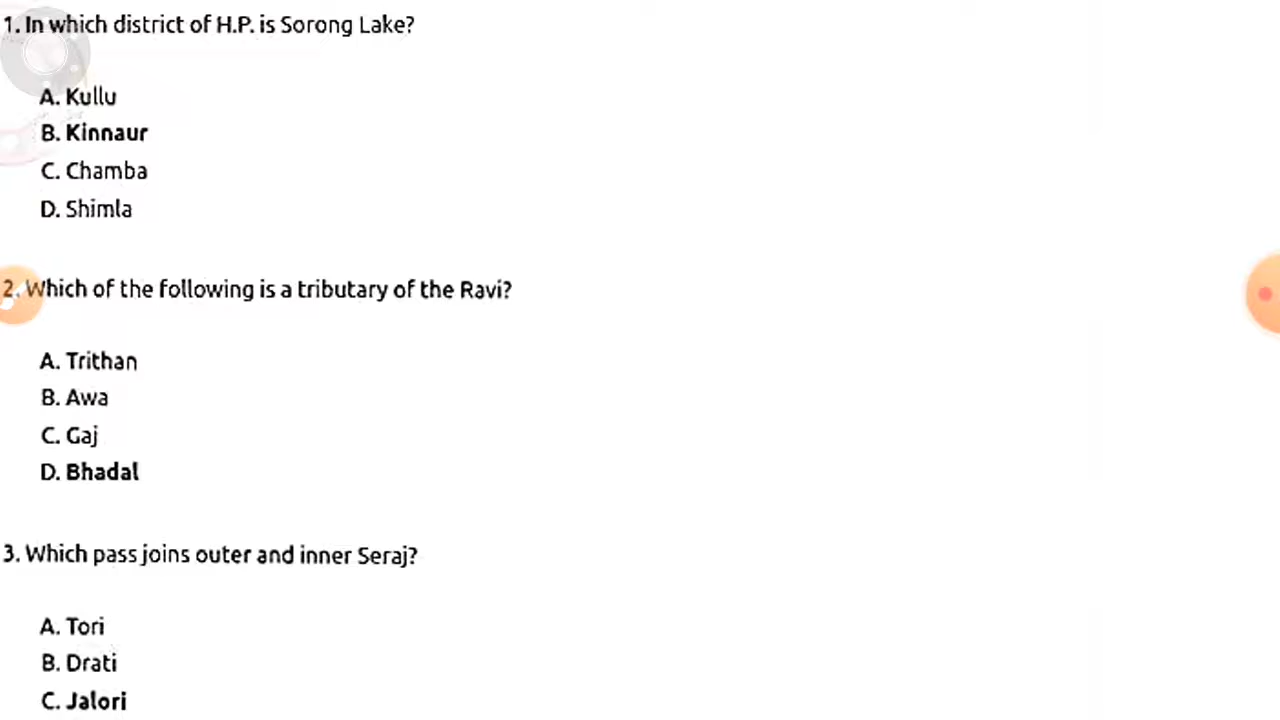 1. In which district of H.P. is Sorong Lake?
A. Kullu
B. Kinnaur
C. Chamba
D. Shimla
2. Which of the following is a tributary of the Ravi?
A. Trithan
B. Awa
C. Gaj
D. Bhadal
3. Which pass joins outer and inner Seraj?
A. Tori
B. Drati
C. Jalori